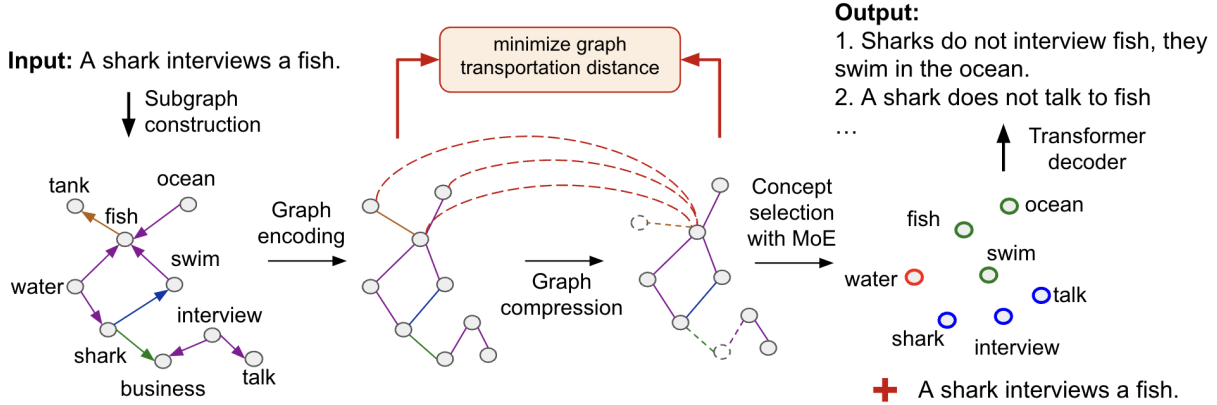 Input: A shark interviews a fish.
Subgraph
construction
tank
ocean
fish
swim
water
interview
shark
business
talk
Graph
encoding
minimize graph
transportation distance
Graph
compression
Concept
selection
with MoE
Output:
1. Sharks do not interview fish, they
swim in the ocean.
2. A shark does not talk to fish
…
Transformer
decoder
ocean
fish
swim
water
talk
shark
interview
+ A shark interviews a fish.